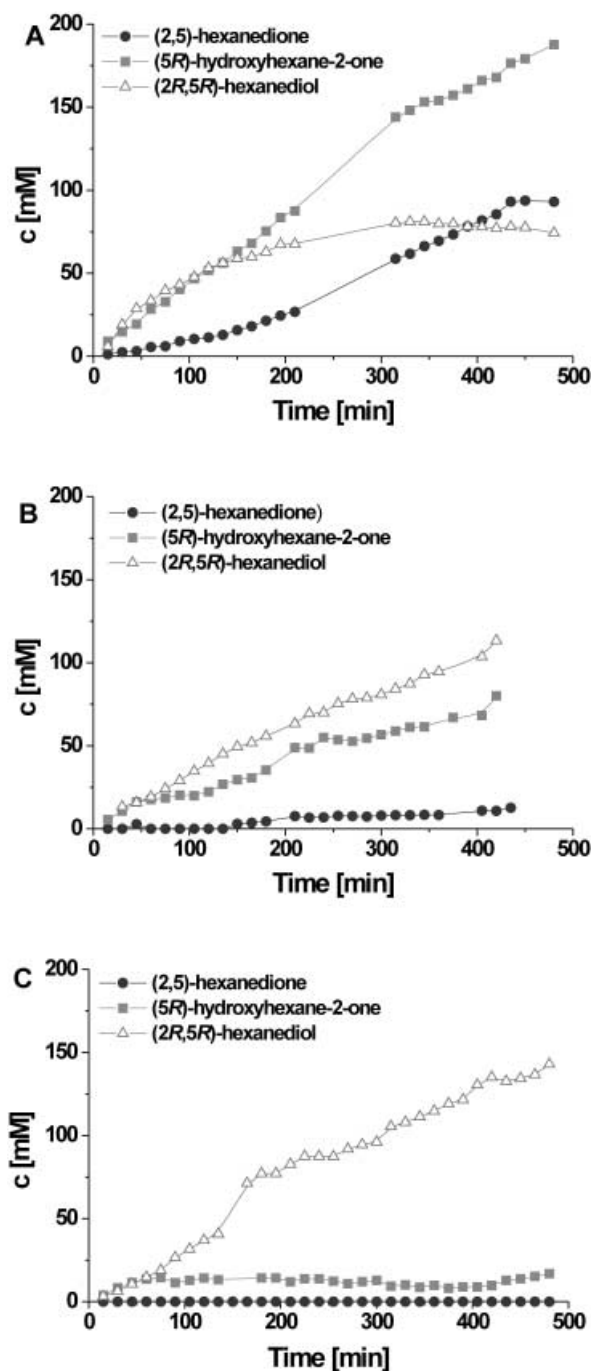 A
200
(2,5)-hexanedione
(5R)-hydroxyhexane-2-one
(2R,5R)-hexanediol
150
100
50
0
c [mM]
0 100 200 300 400 500
Time [min]
B
200
(2,5)-hexanedione)
(5R)-hydroxyhexane-2-one
(2R,5R)-hexanediol
150
100
50
0
c [mM]
0 100 200 300 400 500
Time [min]
C
200
(2,5)-hexanedione
(5R)-hydroxyhexane-2-one
(2R,5R)-hexanediol
150
100
50
0
c [mM]
0 100 200 300 400 500
Time [min]